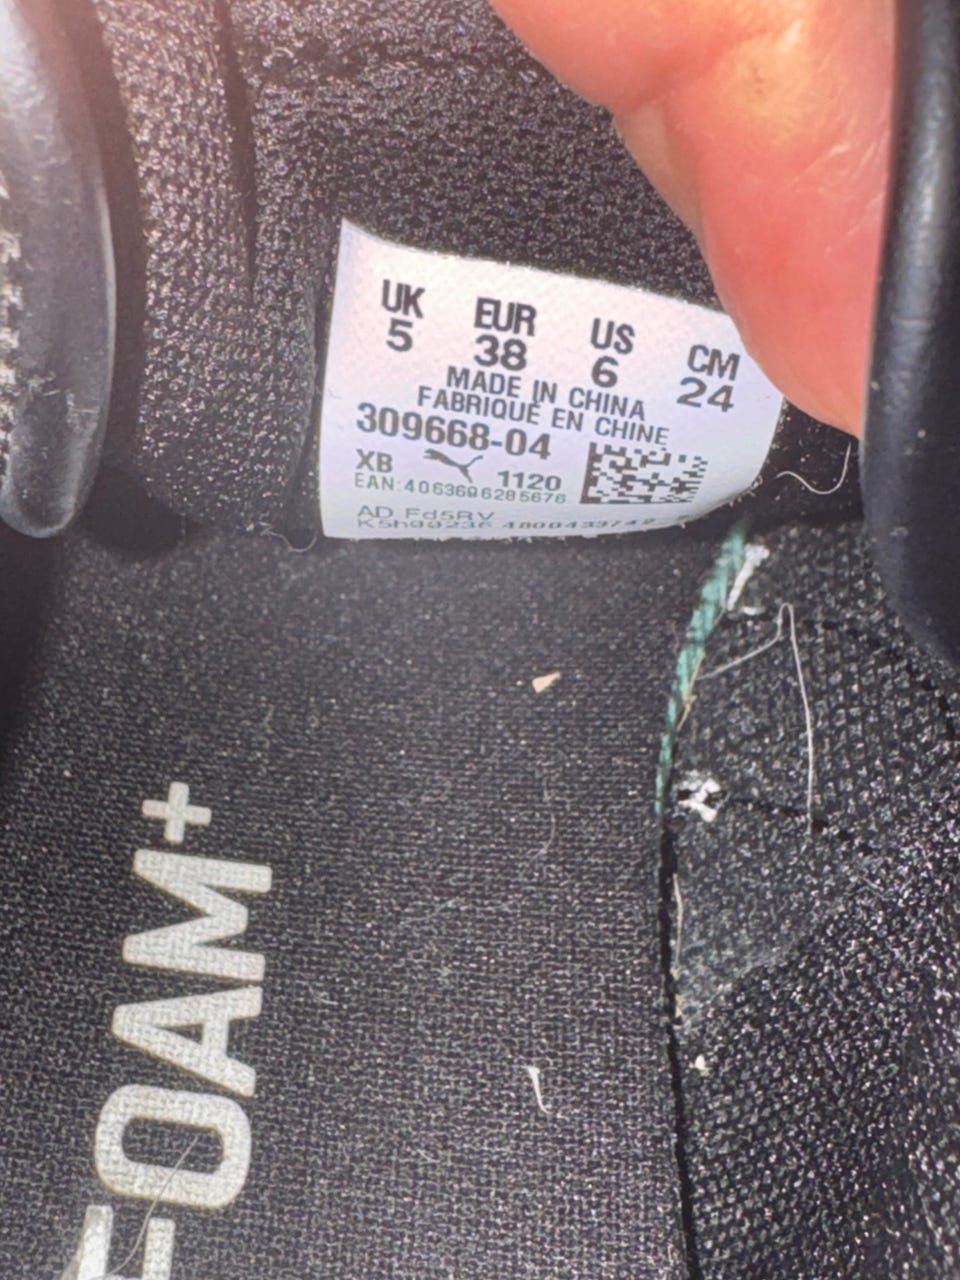 UK EUR US CM
5 38 6 24
MADE IN CHINA
FABRIQUÉ EN CHINE
309668-04
XB 1120
EAN:4063696285676
AD Fd5RV
FOAM+